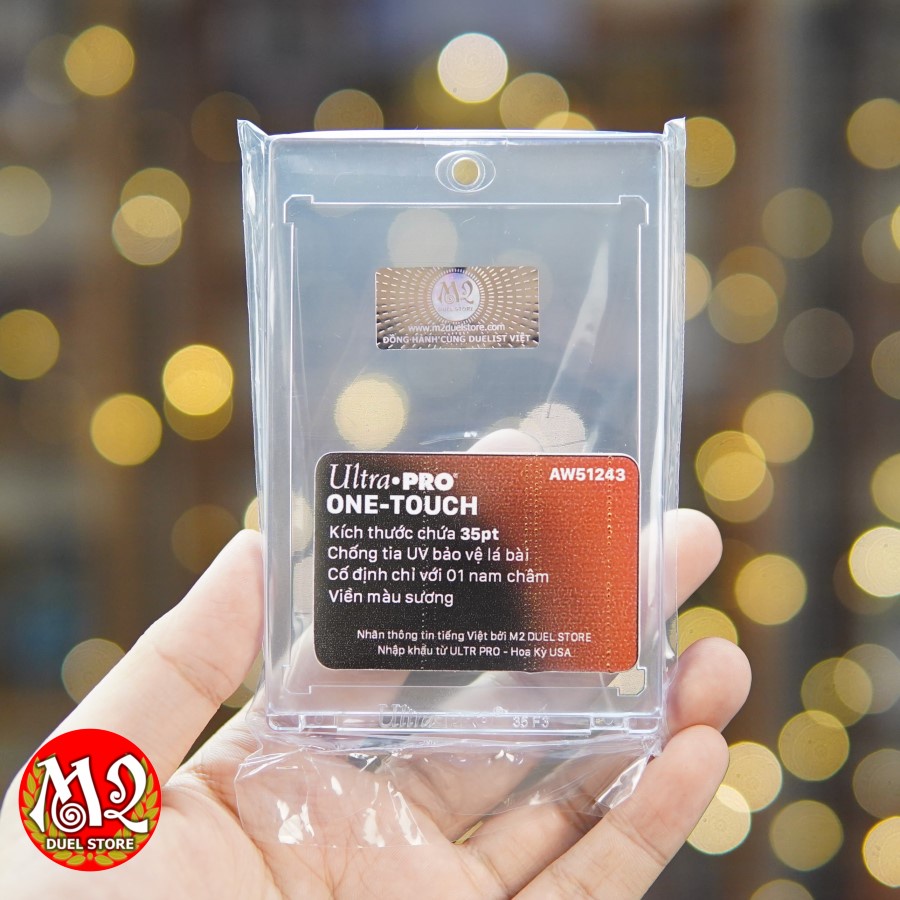 M2
DUEL STORE
www.m2duelstore.com
ĐỒNG HÀNH CÙNG DUELIST VIỆT
Ultra•PRO®
AW51243
ONE-TOUCH
Kích thước chứa 35pt
Chống tia UV bảo vệ lá bài
Cố định chỉ với 01 nam châm
Viền màu sương
Nhãn thông tin tiếng Việt bởi M2 DUEL STORE
Nhập khẩu từ ULTR PRO - Hoa Kỳ USA
35 F3
M2
DUEL STORE